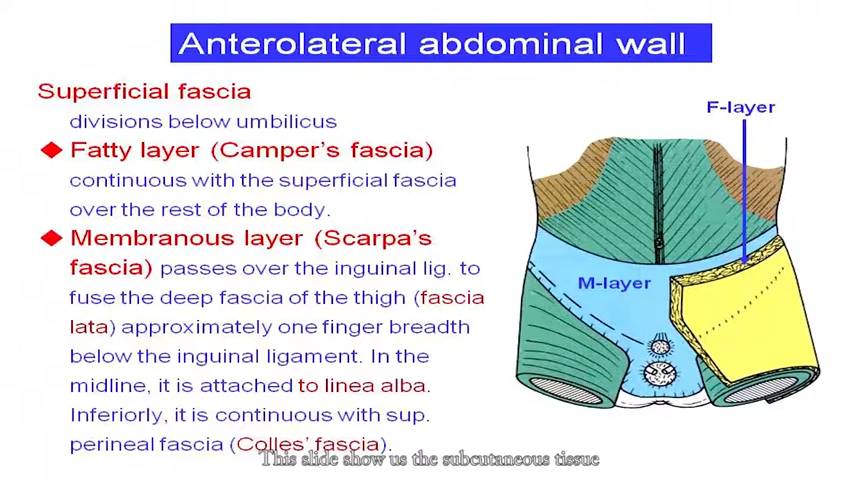 Anterolateral abdominal wall
Superficial fascia
divisions below umbilicus
Fatty layer (Camper's fascia)
continuous with the superficial fascia
over the rest of the body.
Membranous layer (Scarpa's
fascia) passes over the inguinal lig. to
fuse the deep fascia of the thigh (fascia
lata) approximately one finger breadth
below the inguinal ligament. In the
midline, it is attached to linea alba.
Inferiorly, it is continuous with sup.
perineal fascia (Colles' fascia).
F-layer
M-layer
This slide show us the subcutaneous tissue